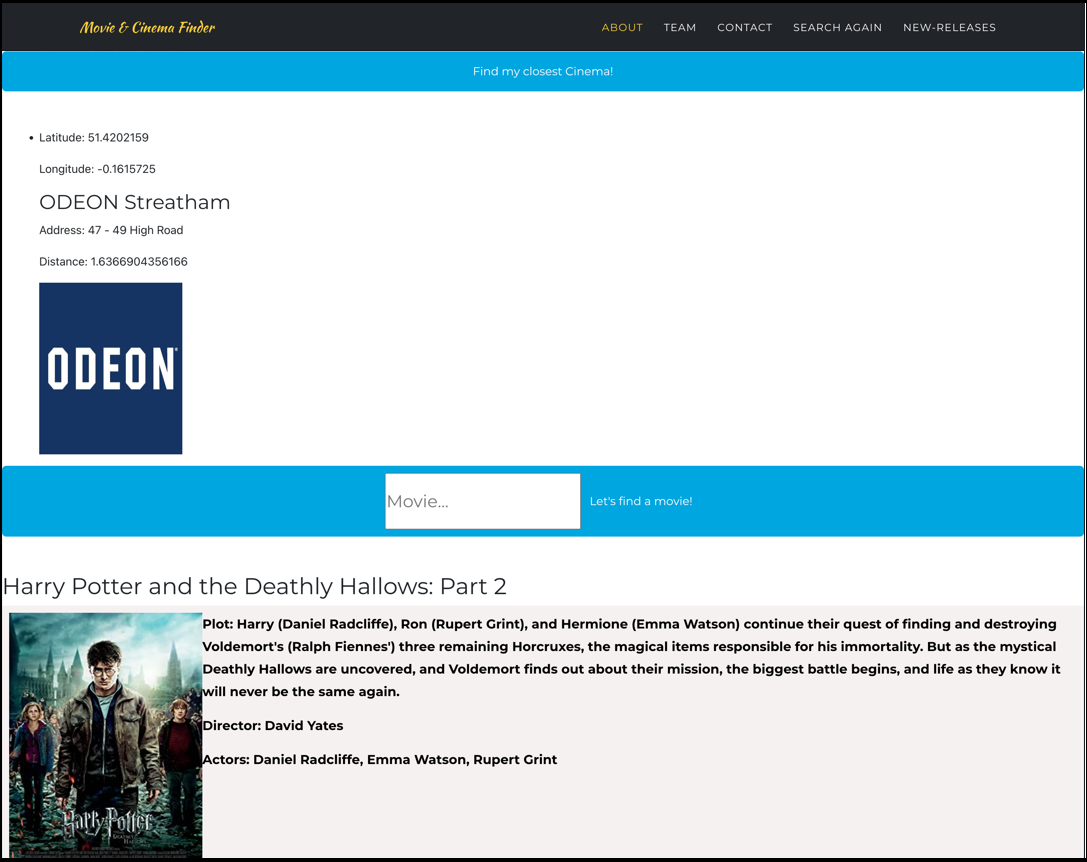 Movie & Cinema Finder
ABOUT TEAM CONTACT SEARCH AGAIN NEW-RELEASES
Find my closest Cinema!
• Latitude: 51.4202159
Longitude: -0.1615725
ODEON Streatham
Address: 47 - 49 High Road
Distance: 1.6366904356166
ODEON
Movie...
Let's find a movie!
Harry Potter and the Deathly Hallows: Part 2
Plot: Harry (Daniel Radcliffe), Ron (Rupert Grint), and Hermione (Emma Watson) continue their quest of finding and destroying
Voldemort's (Ralph Fiennes') three remaining Horcruxes, the magical items responsible for his immortality. But as the mystical
Deathly Hallows are uncovered, and Voldemort finds out about their mission, the biggest battle begins, and life as they know it
will never be the same again.
Director: David Yates
Actors: Daniel Radcliffe, Emma Watson, Rupert Grint
Harry Potter